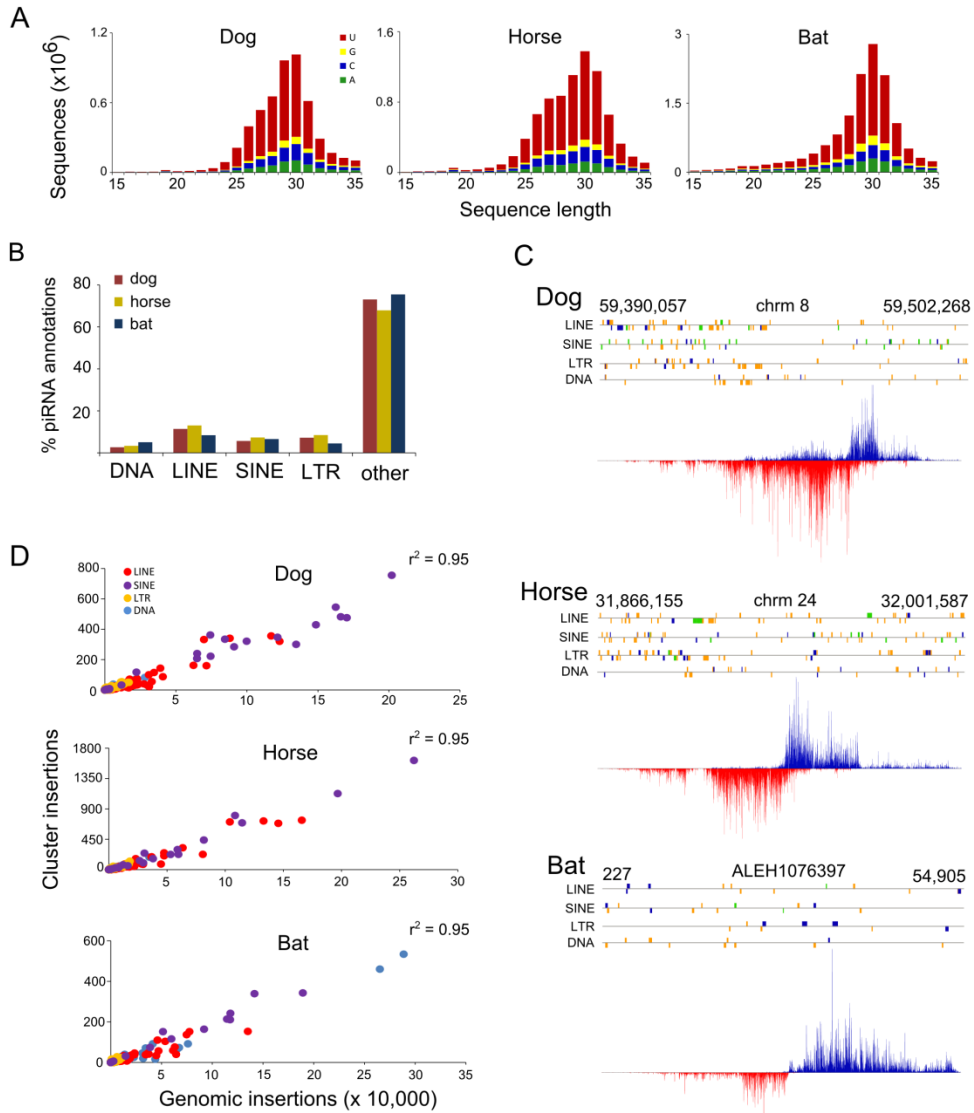 A
Sequences (x10^6)
Dog
1.2
0.6
0
15 20 25 30 35
U
G
C
A
Horse
1.6
0.8
0
15 20 25 30 35
Bat
3
1.5
0
15 20 25 30 35
Sequence length
B
% piRNA annotations
80
60
40
20
dog
horse
bat
DNA LINE SINE LTR other
C
Dog
59,390,057 chrm 8 59,502,268
LINE
SINE
LTR
DNA
Horse
31,866,155 chrm 24 32,001,587
LINE
SINE
LTR
DNA
Bat
227 ALEH1076397 54,905
LINE
SINE
LTR
DNA
D
Cluster insertions
Dog
r² = 0.95
LINE
SINE
LTR
DNA
800
600
400
200
0
5 10 15 20 25
Horse
r² = 0.95
1800
1350
900
450
0
5 10 15 20 25 30
Bat
r² = 0.95
600
400
200
0
5 10 15 20 25 30 35
Genomic insertions (x 10,000)